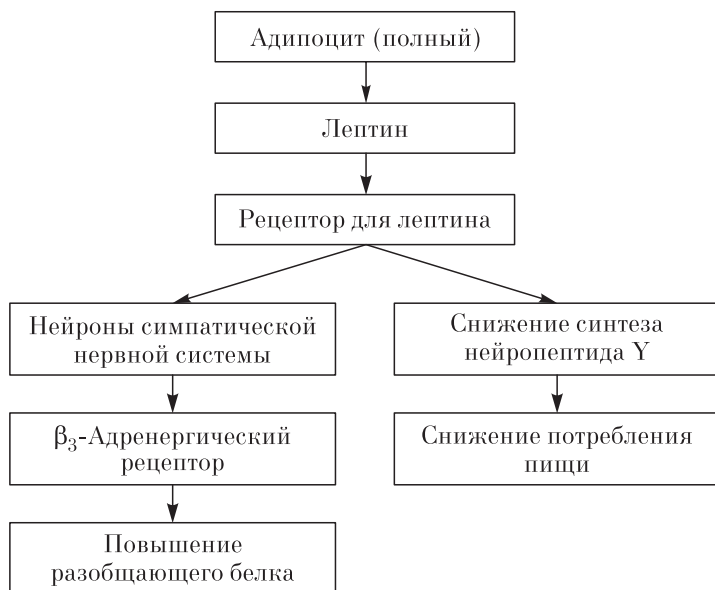 Адипоцит (полный)
Лептин
Рецептор для лептина
Нейроны симпатической
нервной системы
Снижение синтеза
нейропептида Y
β₃-Адренергический
рецептор
Снижение потребления
пищи
Повышение
разобщающего белка